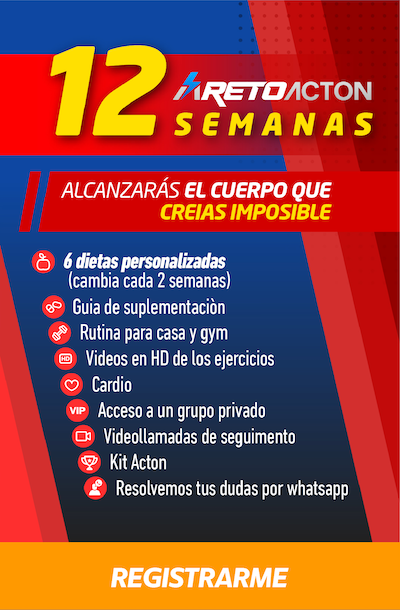 12 RETOACTON
SEMANAS
ALCANZARÁS EL CUERPO QUE
CREIAS IMPOSIBLE
6 dietas personalizadas
(cambia cada 2 semanas)
Guia de suplementaciòn
Rutina para casa y gym
HD Videos en HD de los ejercicios
Cardio
VIP Acceso a un grupo privado
Videollamadas de seguimento
Kit Acton
Resolvemos tus dudas por whatsapp
REGISTRARME